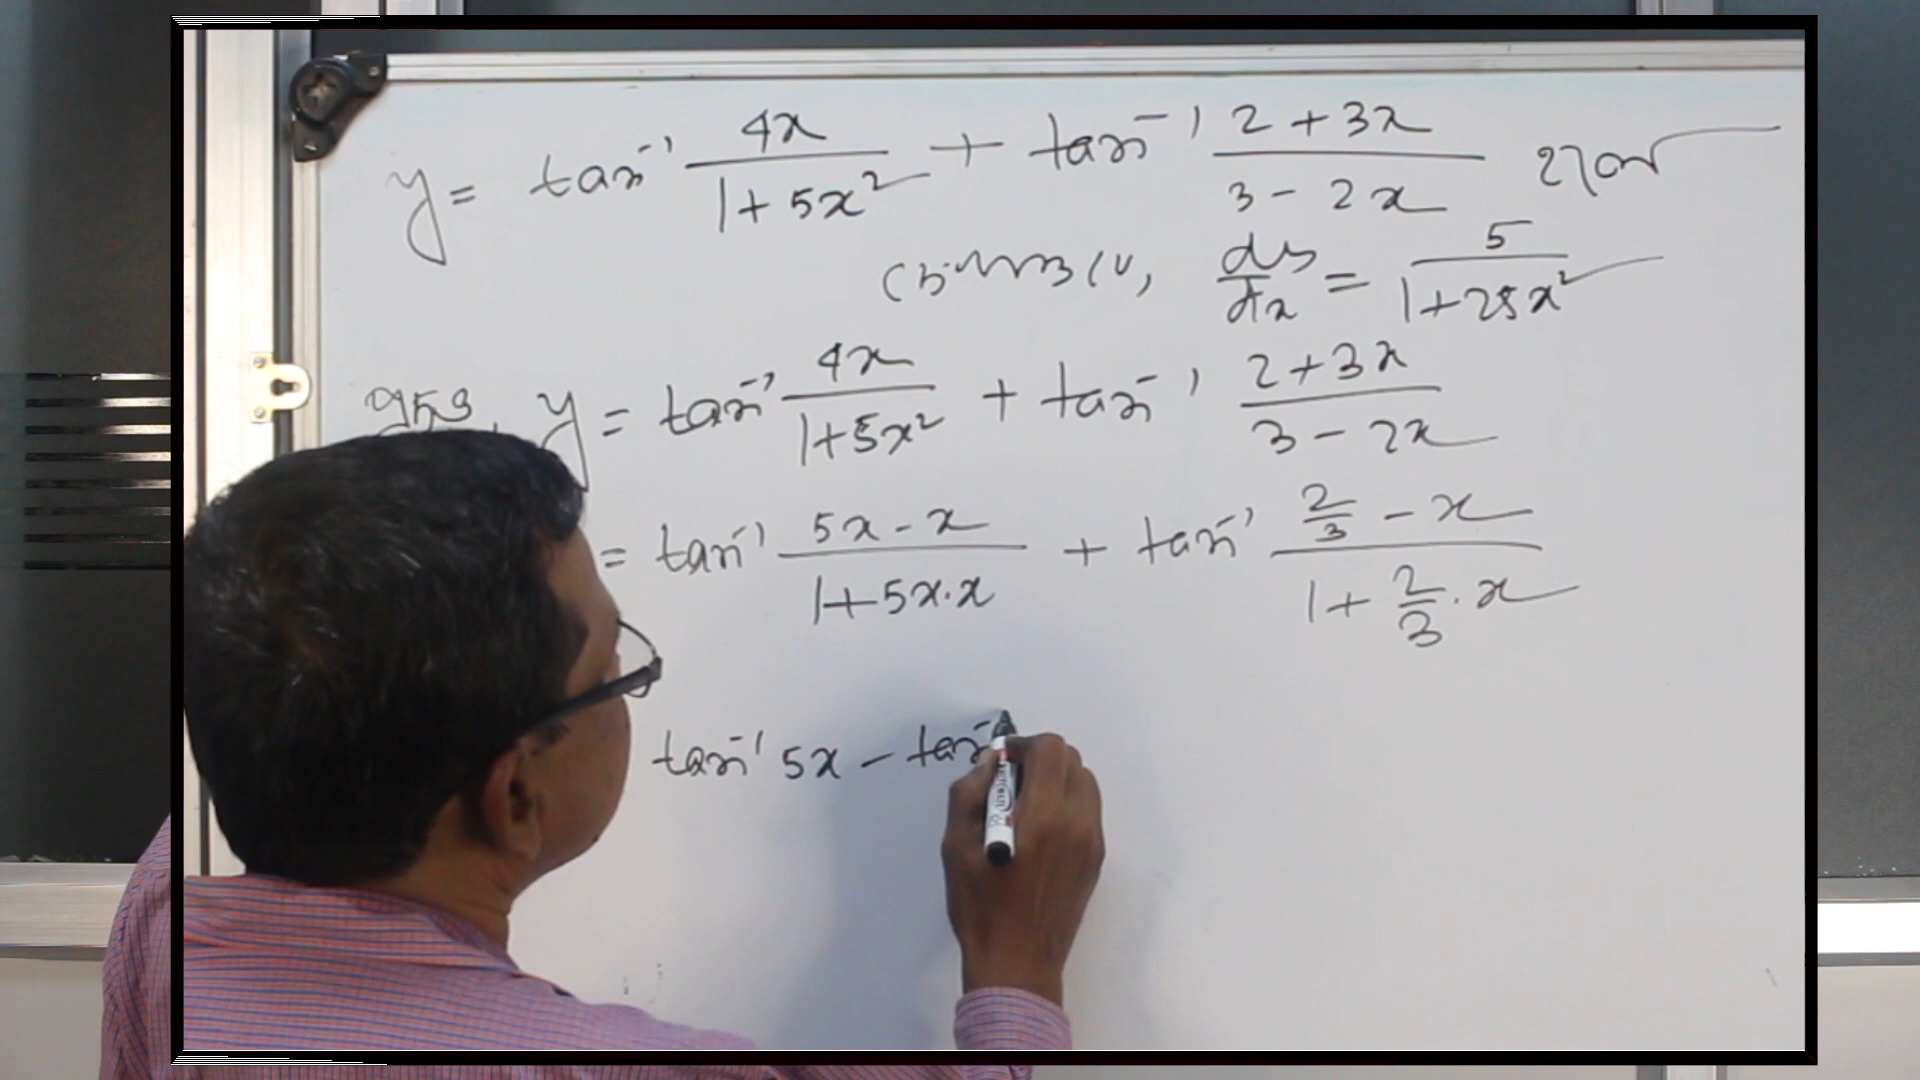 y = tan⁻¹ 4x/(1+5x²) + tan⁻¹ (2+3x)/(3-2x)
dy/dx = 5/(1+25x²)
y = tan⁻¹ 4x/(1+5x²) + tan⁻¹ (2+3x)/(3-2x)
= tan⁻¹ (5x-x)/(1+5x.x) + tan⁻¹ (2/3 - x)/(1+2/3.x)
tan⁻¹ 5x - tan⁻